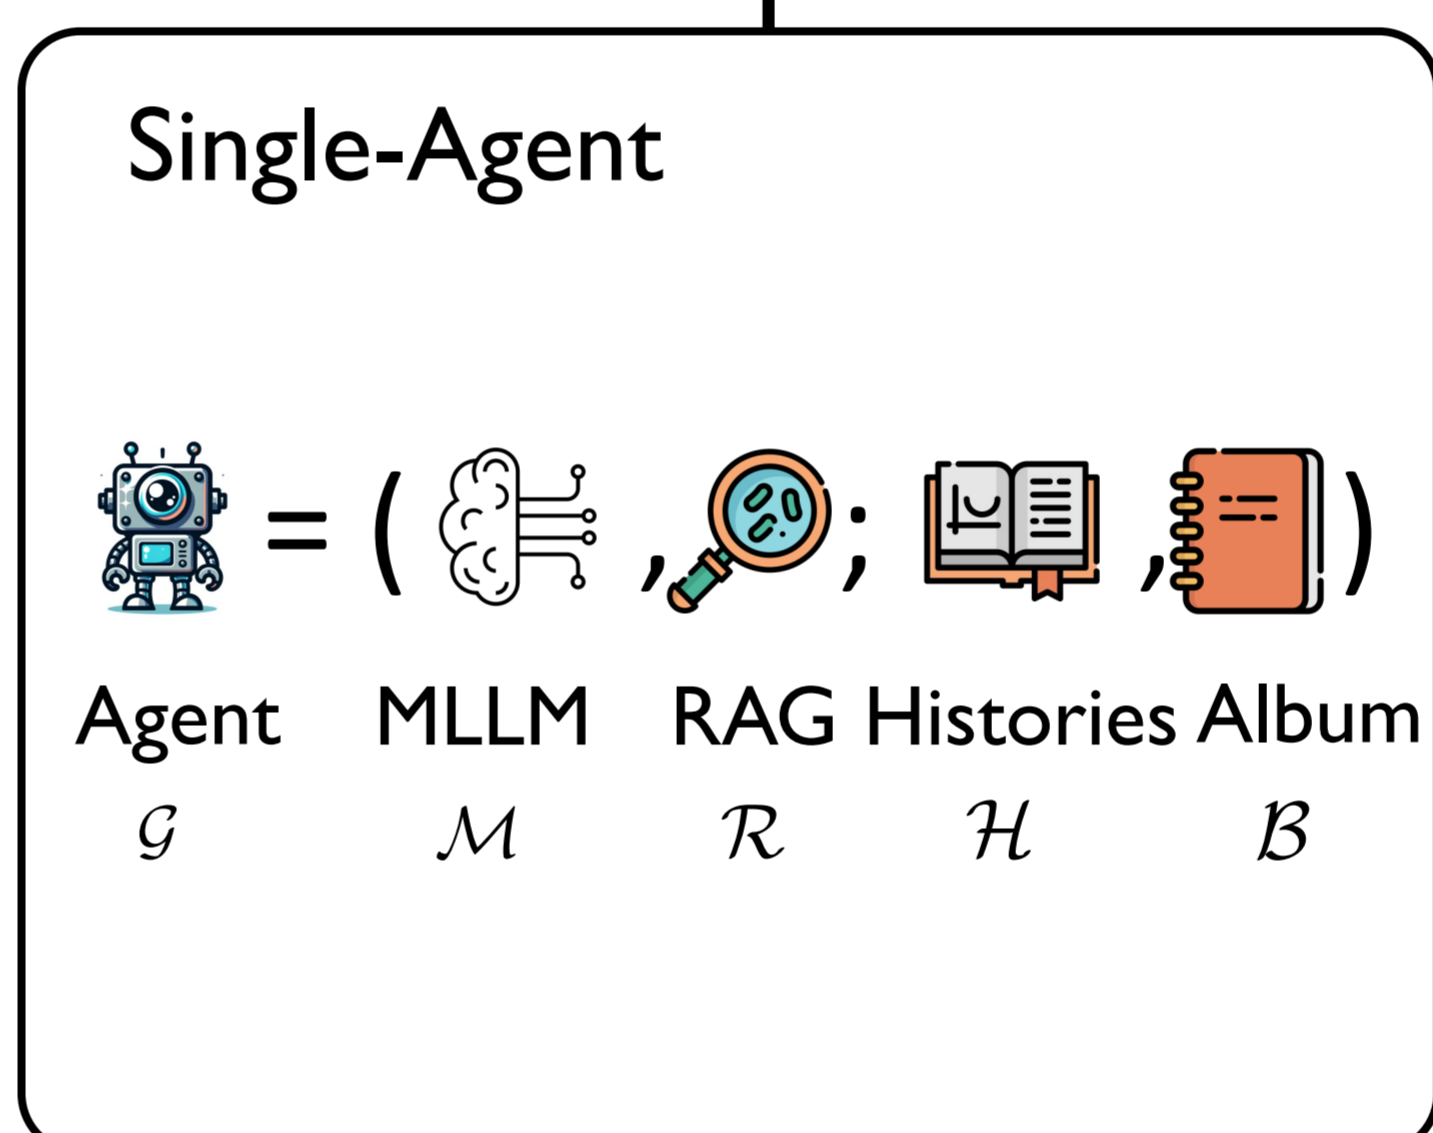 Single-Agent
= ( , ; , )
Agent MLLM RAG Histories Album
𝒢 ℳ ℛ ℋ ℬ